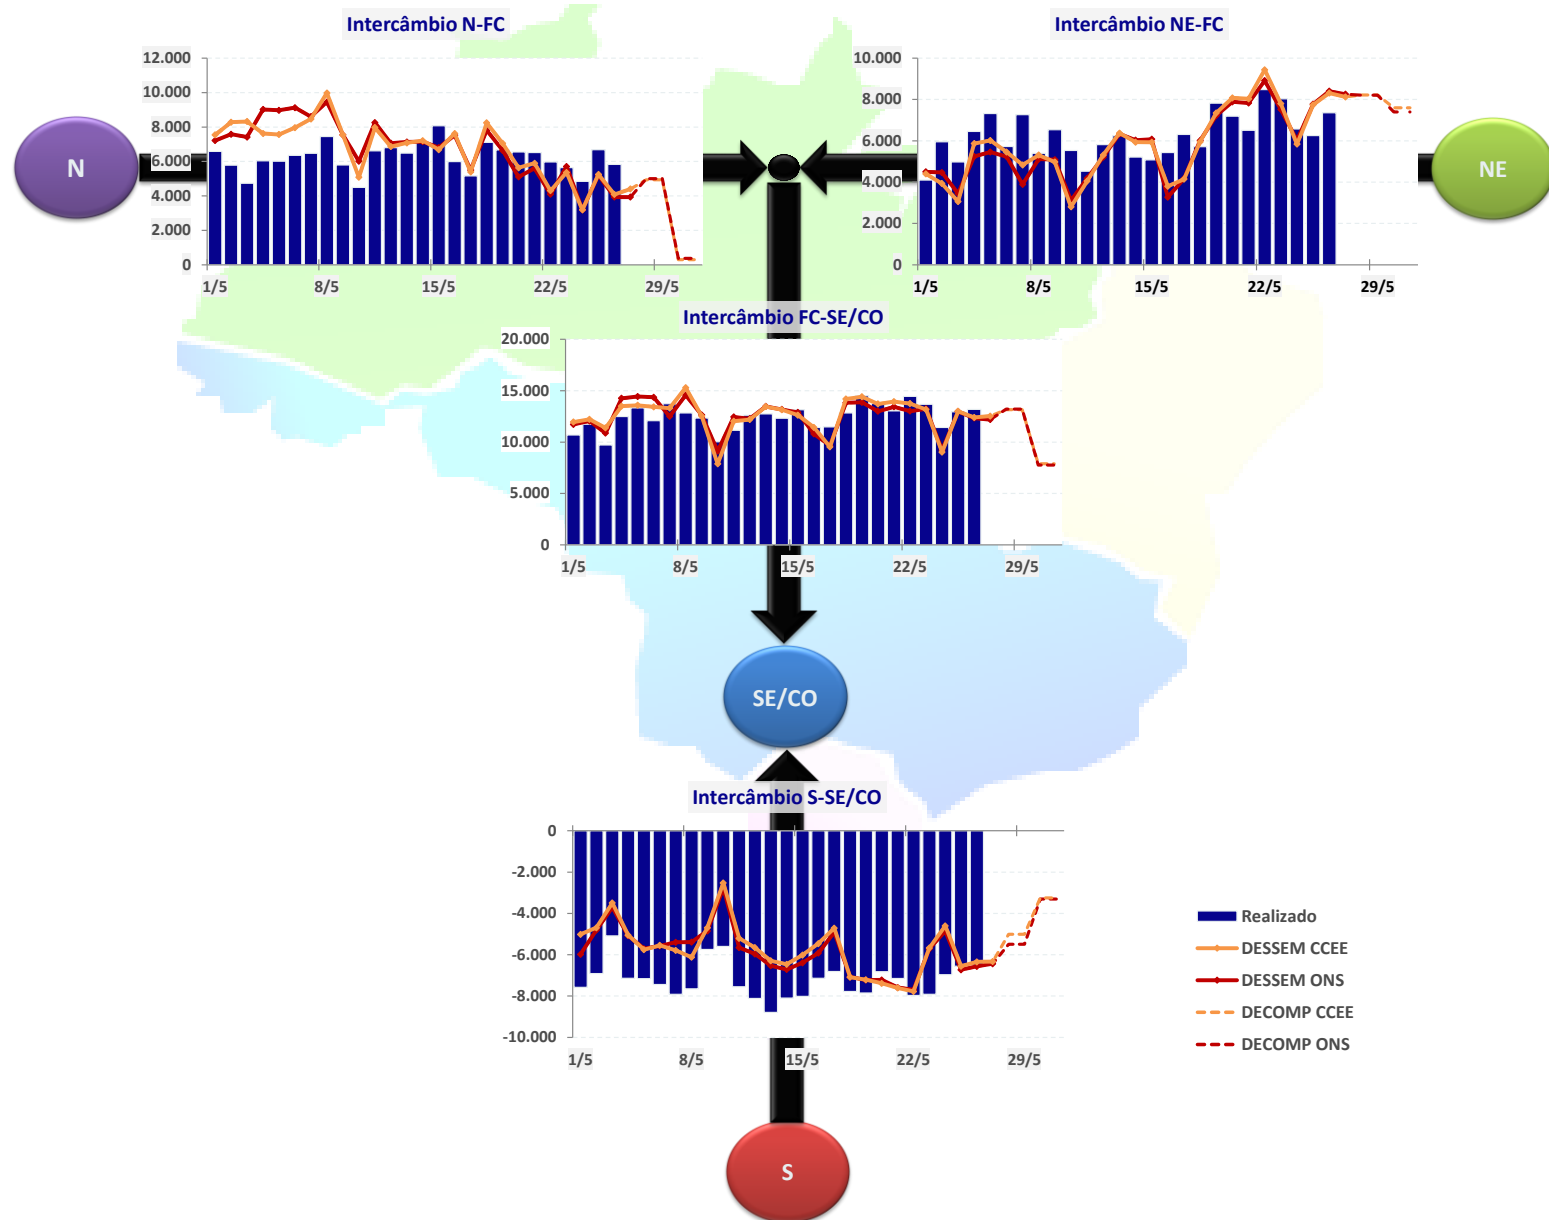 Intercâmbio N-FC
12.000
10.000
8.000
6.000
4.000
2.000
0
1/5 8/5 15/5 22/5 29/5
N
Intercâmbio NE-FC
10.000
8.000
6.000
4.000
2.000
0
1/5 8/5 15/5 22/5 29/5
NE
Intercâmbio FC-SE/CO
20.000
15.000
10.000
5.000
0
1/5 8/5 15/5 22/5 29/5
SE/CO
Intercâmbio S-SE/CO
0
-2.000
-4.000
-6.000
-8.000
-10.000
1/5 8/5 15/5 22/5 29/5
Realizado
DESSEM CCEE
DESSEM ONS
DECOMP CCEE
DECOMP ONS
S